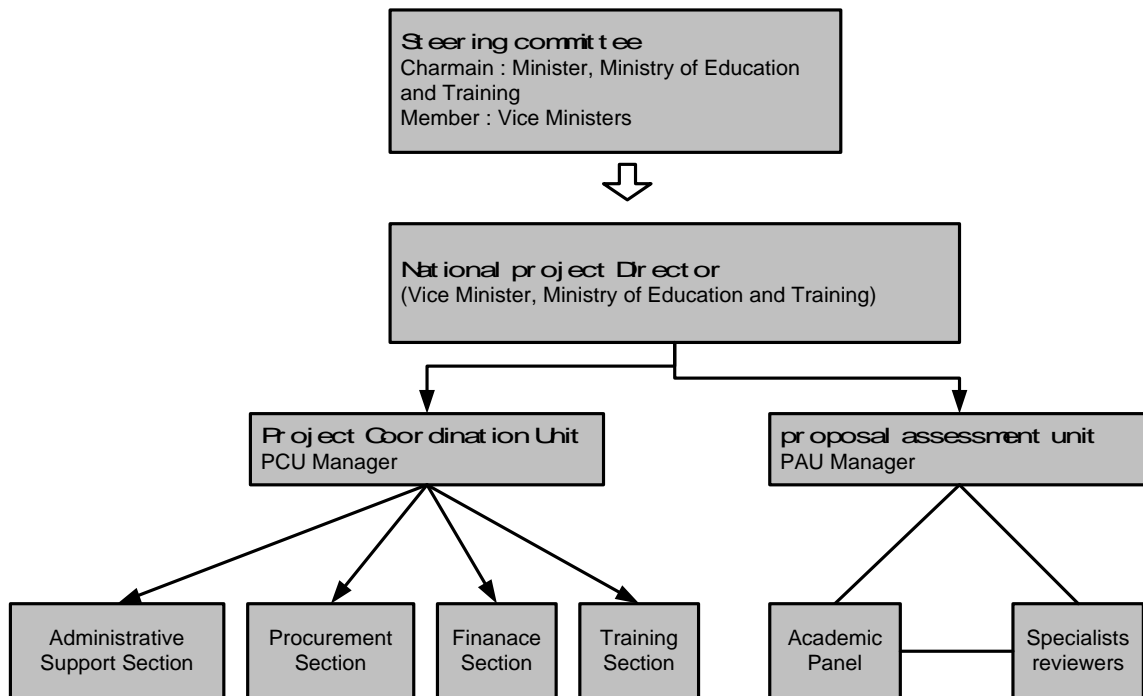 Steering committee
Charmain : Minister, Ministry of Education
and Training
Member : Vice Ministers
National project Director
(Vice Minister, Ministry of Education and Training)
Project Coordination Unit
PCU Manager
proposal assessment unit
PAU Manager
Administrative
Support Section
Procurement
Section
Finanace
Section
Training
Section
Academic
Panel
Specialists
reviewers